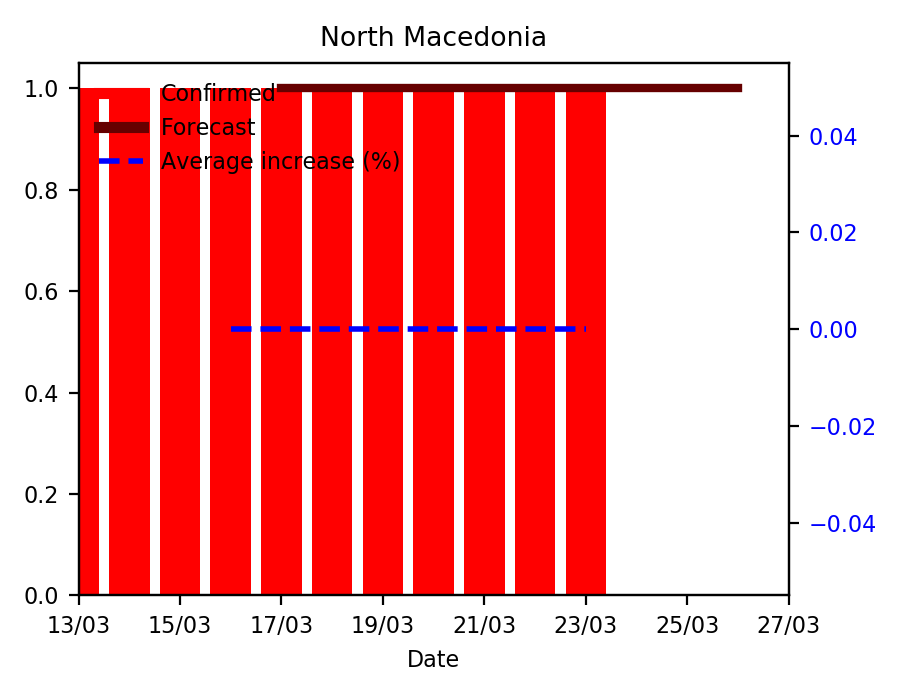 North Macedonia
1.0
0.8
0.6
0.4
0.2
0.0
Confirmed
Forecast
Average increase (%)
0.04
0.02
0.00
−0.02
−0.04
13/03 15/03 17/03 19/03 21/03 23/03 25/03 27/03
Date